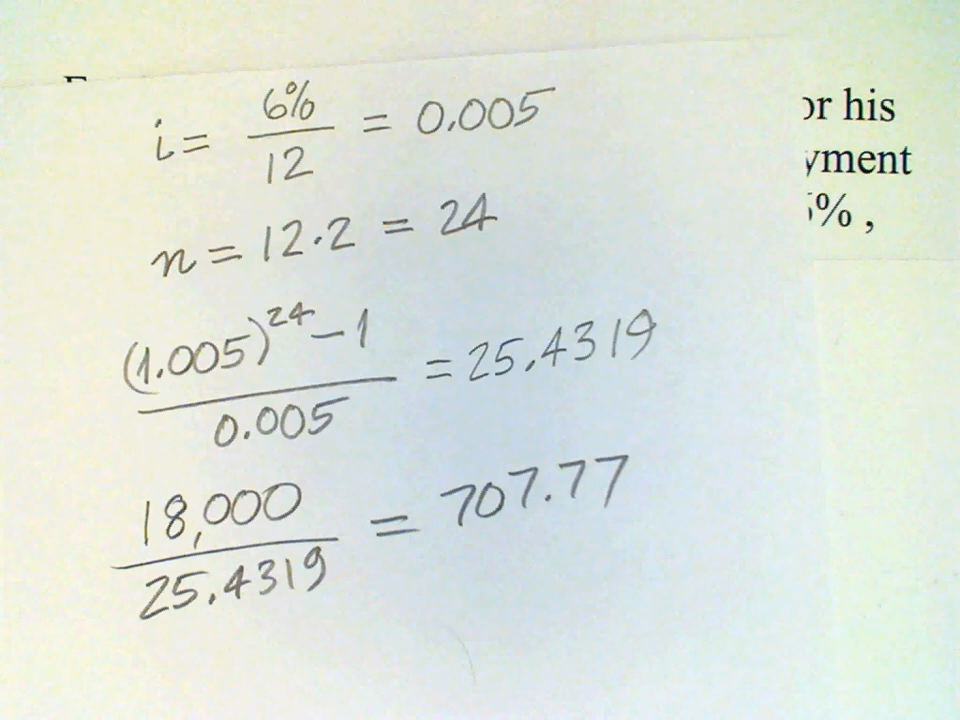 i = 6% / 12 = 0.005
or his
yment
n = 12.2 = 24
% ,
(1.005)^24 - 1 / 0.005 = 25.4319
18,000 / 25.4319 = 707.77